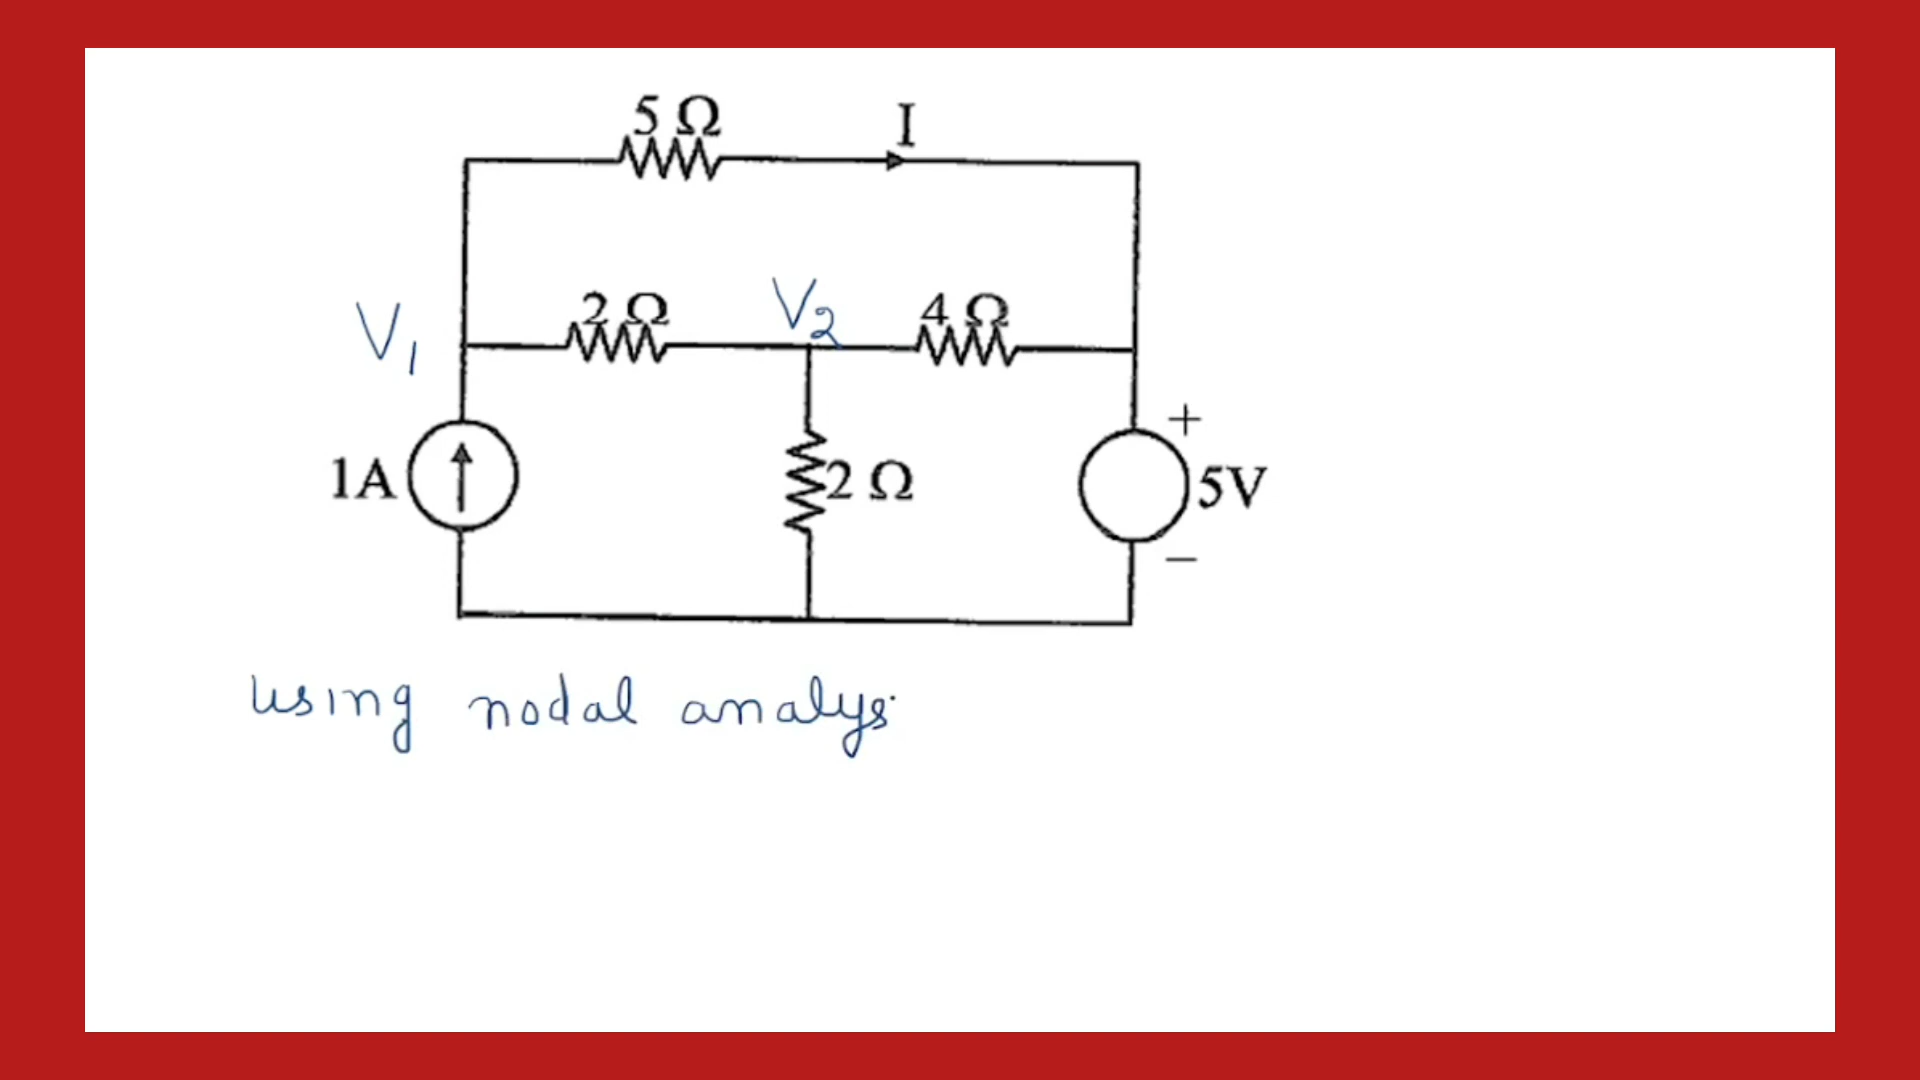 5 Ω
I
V₁
2 Ω
V₂
4 Ω
1A
2 Ω
+
5V
−
using nodal analys